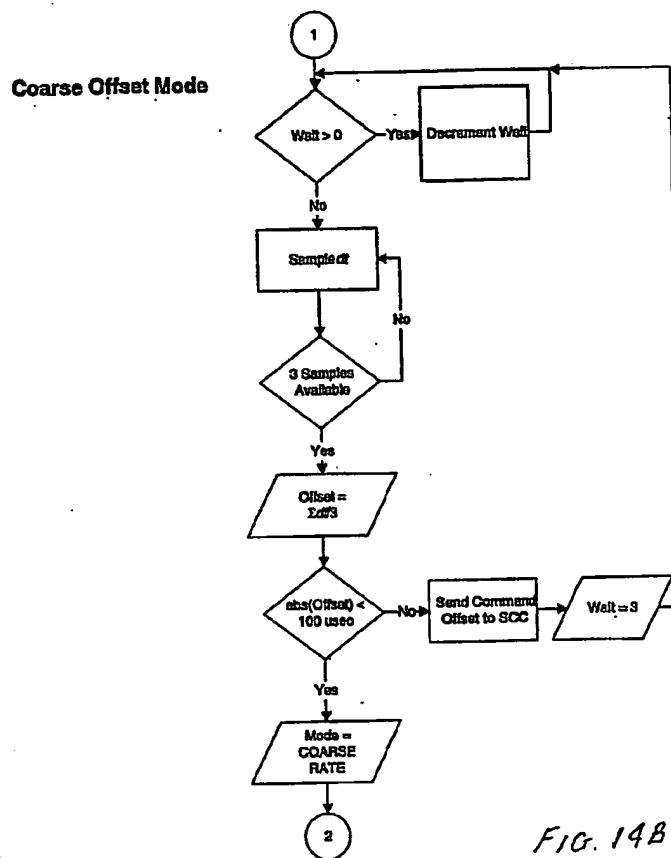 1
Coarse Offset Mode
Wait > 0
Yes
Decrement Wait
No
Sample dt
No
3 Samples
Available
Yes
Offset =
Σdt/3
abs(Offset) <
100 usec
No
Send Command
Offset to SCC
Wait = 3
Yes
Mode =
COARSE
RATE
2
FIG. 14B